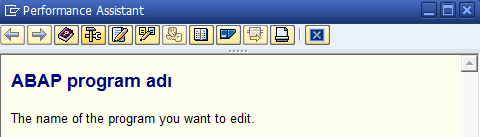 Performance Assistant
ABAP program adı
The name of the program you want to edit.